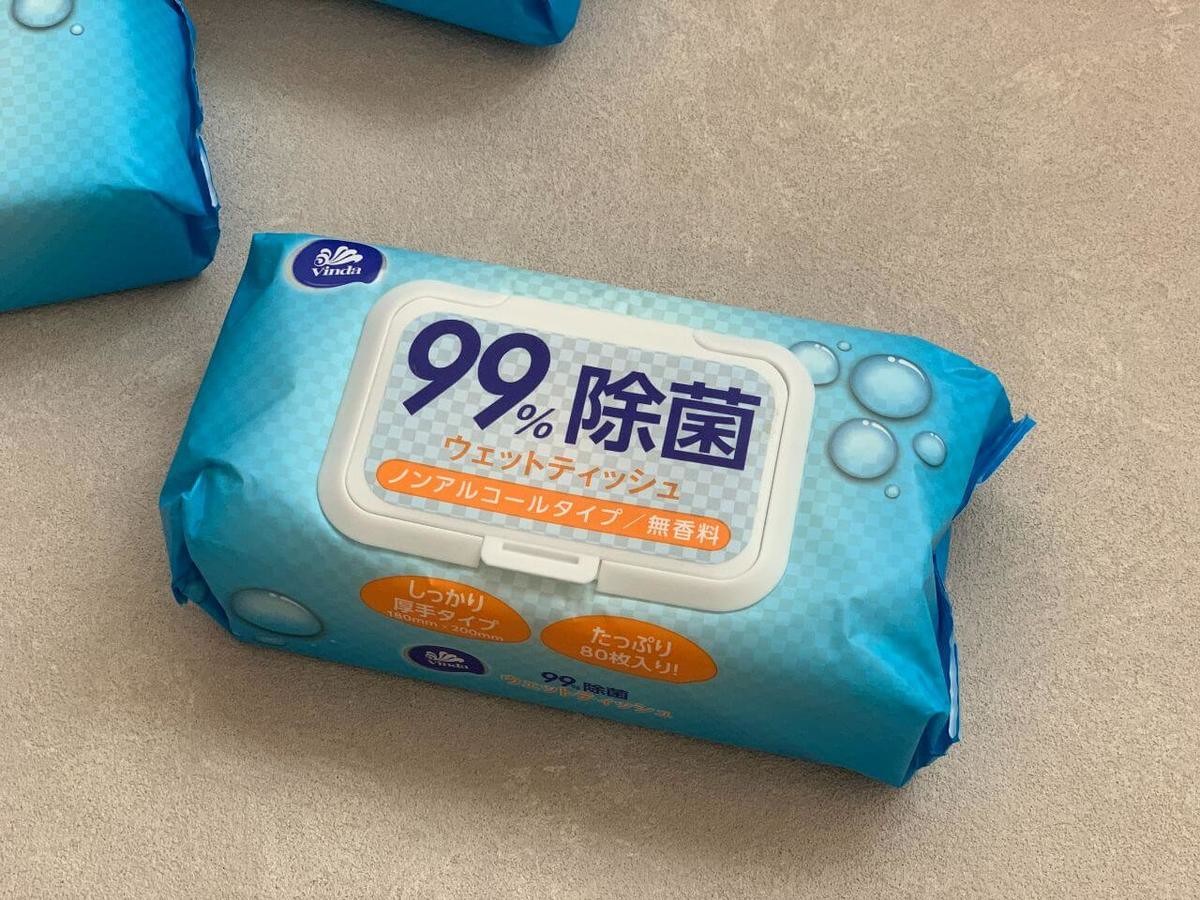 Vinda
99%除菌
ウェットティッシュ
ノンアルコールタイプ/無香料
しっかり
厚手タイプ
180mm×200mm
たっぷり
80枚入り!
Vinda
99%除菌
ウェットティッシュ